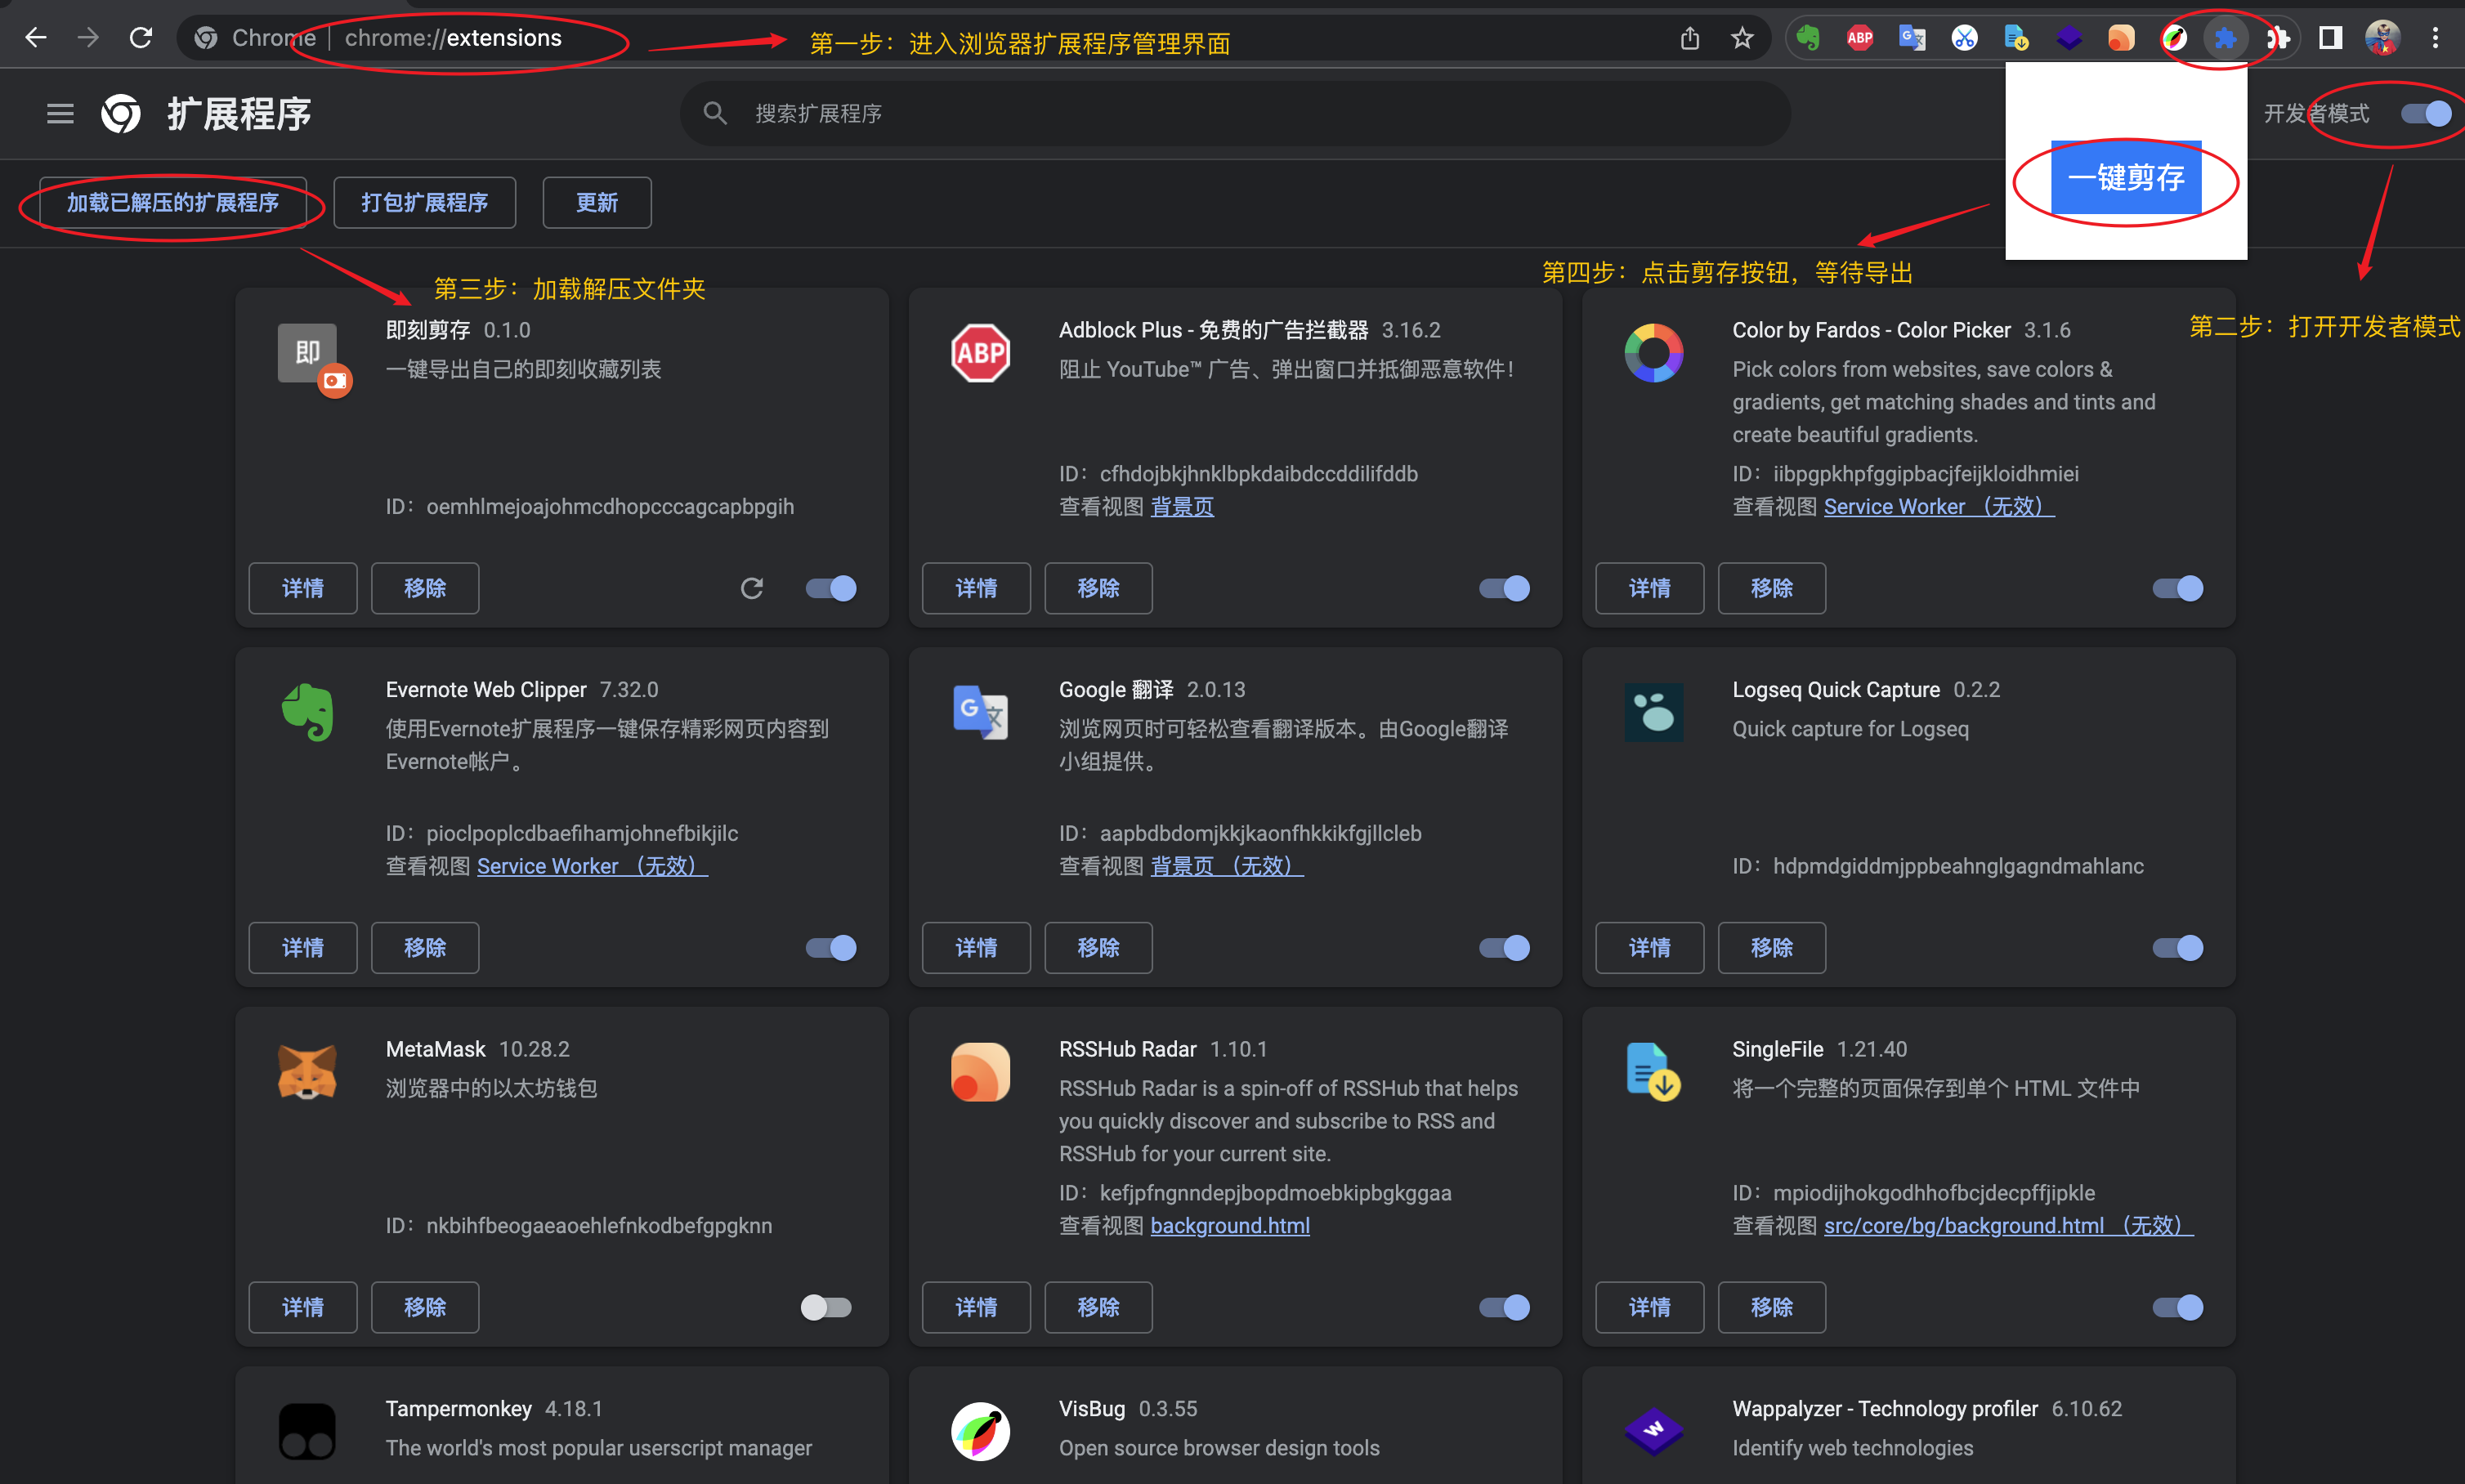 Chrome | chrome://extensions
第一步：进入浏览器扩展程序管理界面
ABP
扩展程序
搜索扩展程序
开发者模式
一键剪存
加载已解压的扩展程序
打包扩展程序
更新
第四步：点击剪存按钮，等待导出
第三步：加载解压文件夹
第二步：打开开发者模式
即
即刻剪存 0.1.0
一键导出自己的即刻收藏列表
ID：oemhlmejoajohmcdhopcccagcapbpgih
详情
移除
ABP
Adblock Plus - 免费的广告拦截器 3.16.2
阻止 YouTube™ 广告、弹出窗口并抵御恶意软件！
ID：cfhdojbkjhnklbpkdaibdccddilifddb
查看视图 背景页
详情
移除
Color by Fardos - Color Picker 3.1.6
Pick colors from websites, save colors &
gradients, get matching shades and tints and
create beautiful gradients.
ID：iibpgpkhpfggipbacjfeijkloidhmiei
查看视图 Service Worker （无效）
详情
移除
Evernote Web Clipper 7.32.0
使用Evernote扩展程序一键保存精彩网页内容到
Evernote帐户。
ID：pioclpoplcdbaefihamjohnefbikjilc
查看视图 Service Worker （无效）
详情
移除
Google 翻译 2.0.13
浏览网页时可轻松查看翻译版本。由Google翻译
小组提供。
ID：aapbdbdomjkkjkaonfhkkikfgjllcleb
查看视图 背景页 （无效）
详情
移除
Logseq Quick Capture 0.2.2
Quick capture for Logseq
ID：hdpmdgiddmjppbeahnglgagndmahlanc
详情
移除
MetaMask 10.28.2
浏览器中的以太坊钱包
ID：nkbihfbeogaeaoehlefnkodbefgpgknn
详情
移除
RSSHub Radar 1.10.1
RSSHub Radar is a spin-off of RSSHub that helps
you quickly discover and subscribe to RSS and
RSSHub for your current site.
ID：kefjpfngnndepjbopdmoebkipbgkggaa
查看视图 background.html
详情
移除
SingleFile 1.21.40
将一个完整的页面保存到单个 HTML 文件中
ID：mpiodijhokgodhhofbcjdecpffjipkle
查看视图 src/core/bg/background.html （无效）
详情
移除
Tampermonkey 4.18.1
The world's most popular userscript manager
VisBug 0.3.55
Open source browser design tools
Wappalyzer - Technology profiler 6.10.62
Identify web technologies